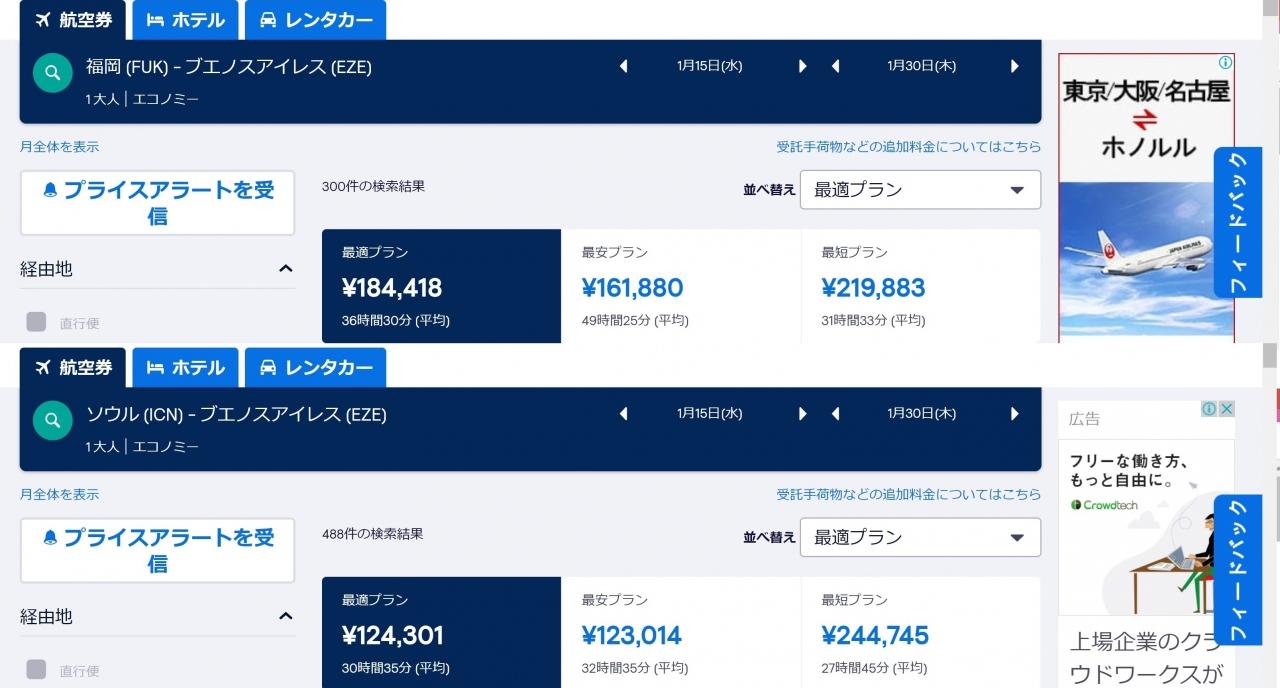 航空券
ホテル
レンタカー
福岡 (FUK) – ブエノスアイレス (EZE)
1大人 | エコノミー
1月15日(水)
1月30日(木)
月全体を表示
受託手荷物などの追加料金についてはこちら
プライスアラートを受
信
300件の検索結果
並べ替え
最適プラン
経由地
直行便
最適プラン
¥184,418
36時間30分 (平均)
最安プラン
¥161,880
49時間25分 (平均)
最短プラン
¥219,883
31時間33分 (平均)
東京/大阪/名古屋
ホノルル
JAPAN AIRLINES
フィードバック
航空券
ホテル
レンタカー
ソウル (ICN) – ブエノスアイレス (EZE)
1大人 | エコノミー
1月15日(水)
1月30日(木)
月全体を表示
受託手荷物などの追加料金についてはこちら
プライスアラートを受
信
488件の検索結果
並べ替え
最適プラン
経由地
直行便
最適プラン
¥124,301
30時間35分 (平均)
最安プラン
¥123,014
32時間35分 (平均)
最短プラン
¥244,745
27時間45分 (平均)
広告
フリーな働き方、
もっと自由に。
Crowdtech
フィードバック
上場企業のクラ
ウドワークスが